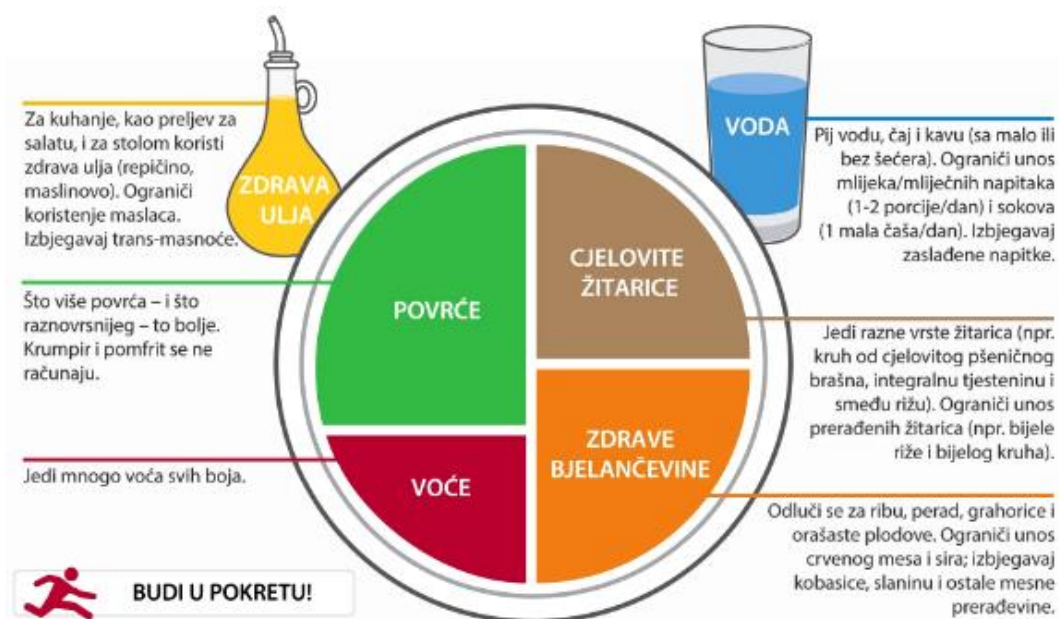 Za kuhanje, kao preljev za
salatu, i za stolom koristi
zdrava ulja (repičino,
maslinovo). Ograniči
koristenje maslaca.
Izbjegavaj trans-masnoće.
ZDRAVA
ULJA
VODA
Pij vodu, čaj i kavu (sa malo ili
bez šećera). Ograniči unos
mlijeka/mliječnih napitaka
(1-2 porcije/dan) i sokova
(1 mala čaša/dan). Izbjegavaj
zaslađene napitke.
Što više povrća – i što
raznovrsnijeg – to bolje.
Krumpir i pomfrit se ne
računaju.
POVRĆE
CJELOVITE
ŽITARICE
Jedi razne vrste žitarica (npr.
kruh od cjelovitog pšeničnog
brašna, integralnu tjesteninu i
smeđu rižu). Ograniči unos
prerađenih žitarica (npr. bijele
riže i bijelog kruha).
Jedi mnogo voća svih boja.
VOĆE
ZDRAVE
BJELANČEVINE
Odluči se za ribu, perad, grahorice i
orašaste plodove. Ograniči unos
crvenog mesa i sira; izbjegavaj
kobasice, slaninu i ostale mesne
prerađevine.
BUDI U POKRETU!